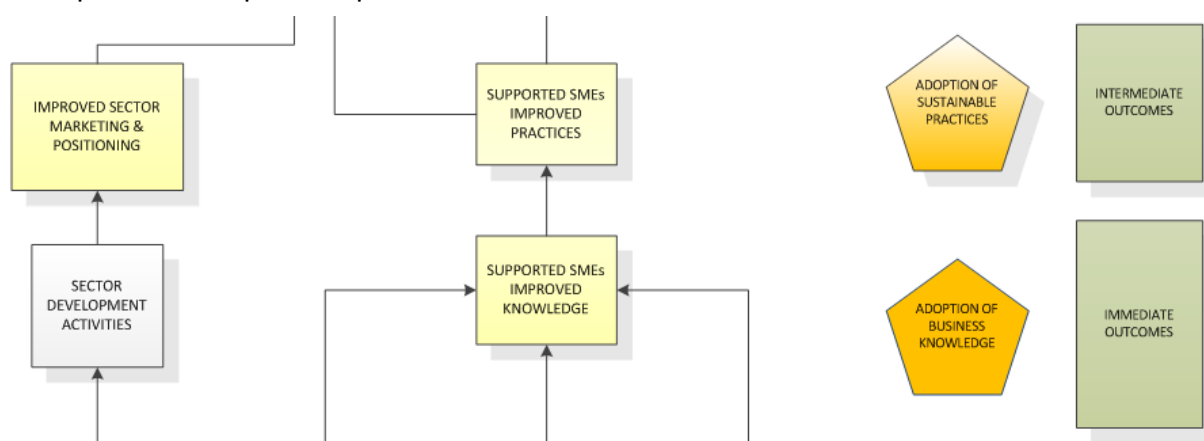 IMPROVED SECTOR
MARKETING &
POSITIONING
SUPPORTED SMEs
IMPROVED
PRACTICES
ADOPTION OF
SUSTAINABLE
PRACTICES
INTERMEDIATE
OUTCOMES
SECTOR
DEVELOPMENT
ACTIVITIES
SUPPORTED SMEs
IMPROVED
KNOWLEDGE
ADOPTION OF
BUSINESS
KNOWLEDGE
IMMEDIATE
OUTCOMES